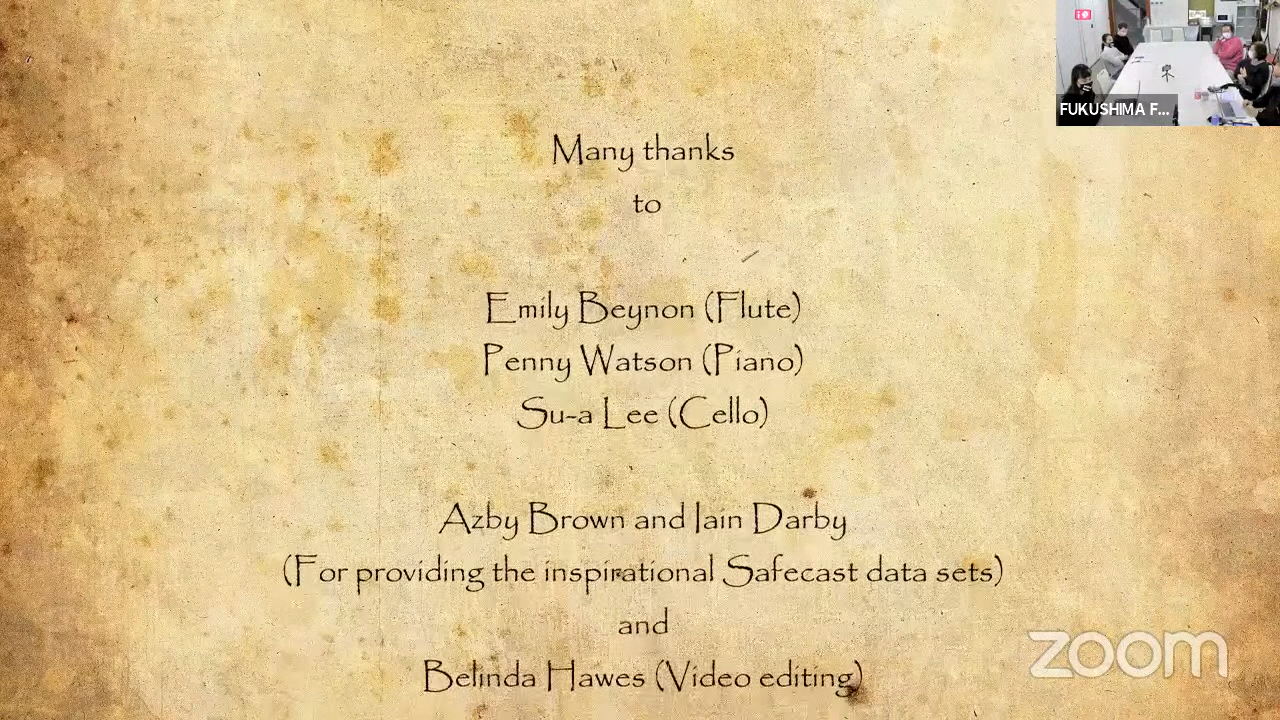 FUKUSHIMA F...
Many thanks
to
Emily Beynon (Flute)
Penny Watson (Piano)
Su-a Lee (Cello)
Azby Brown and Iain Darby
(For providing the inspirational Safecast data sets)
and
Belinda Hawes (Video editing)
zoom